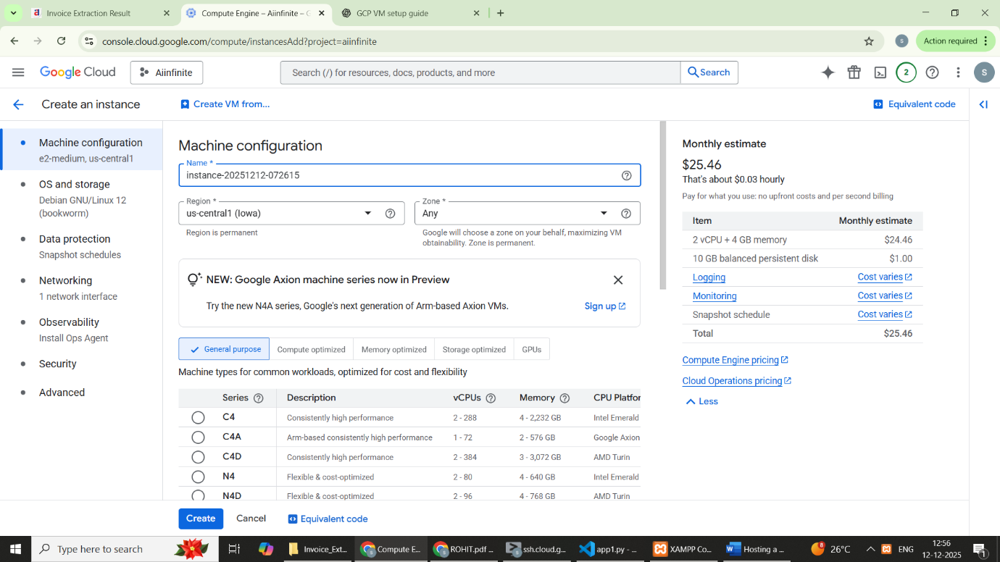 Invoice Extraction Result
Compute Engine – Aiinfinite – G
GCP VM setup guide
console.cloud.google.com/compute/instancesAdd?project=aiinfinite
S
Action required
Google Cloud
Aiinfinite
Search (/) for resources, docs, products, and more
Search
2
S
Create an instance
Create VM from...
Equivalent code
Machine configuration
e2-medium, us-central1
OS and storage
Debian GNU/Linux 12
(bookworm)
Data protection
Snapshot schedules
Networking
1 network interface
Observability
Install Ops Agent
Security
Advanced
Machine configuration
Name *
instance-20251212-072615
Region *
us-central1 (Iowa)
Region is permanent
Zone *
Any
Google will choose a zone on your behalf, maximizing VM
obtainability. Zone is permanent.
NEW: Google Axion machine series now in Preview
Try the new N4A series, Google's next generation of Arm-based Axion VMs.
Sign up
General purpose
Compute optimized
Memory optimized
Storage optimized
GPUs
Machine types for common workloads, optimized for cost and flexibility
Series Description vCPUs Memory CPU Platfor
C4 Consistently high performance 2 - 288 4 - 2,232 GB Intel Emerald
C4A Arm-based consistently high performance 1 - 72 2 - 576 GB Google Axion
C4D Consistently high performance 2 - 384 3 - 3,072 GB AMD Turin
N4 Flexible & cost-optimized 2 - 80 4 - 640 GB Intel Emerald
N4D Flexible & cost-optimized 2 - 96 4 - 768 GB AMD Turin
Create
Cancel
Equivalent code
Monthly estimate
$25.46
That's about $0.03 hourly
Pay for what you use: no upfront costs and per second billing
Item Monthly estimate
2 vCPU + 4 GB memory $24.46
10 GB balanced persistent disk $1.00
Logging Cost varies
Monitoring Cost varies
Snapshot schedule Cost varies
Total $25.46
Compute Engine pricing
Cloud Operations pricing
Less
Type here to search
Invoice_Ext...
Compute E...
ROHIT.pdf ...
ssh.cloud.g...
app1.py - ...
XAMPP Co...
Hosting a ...
8
26°C
ENG
12:56
12-12-2025
1